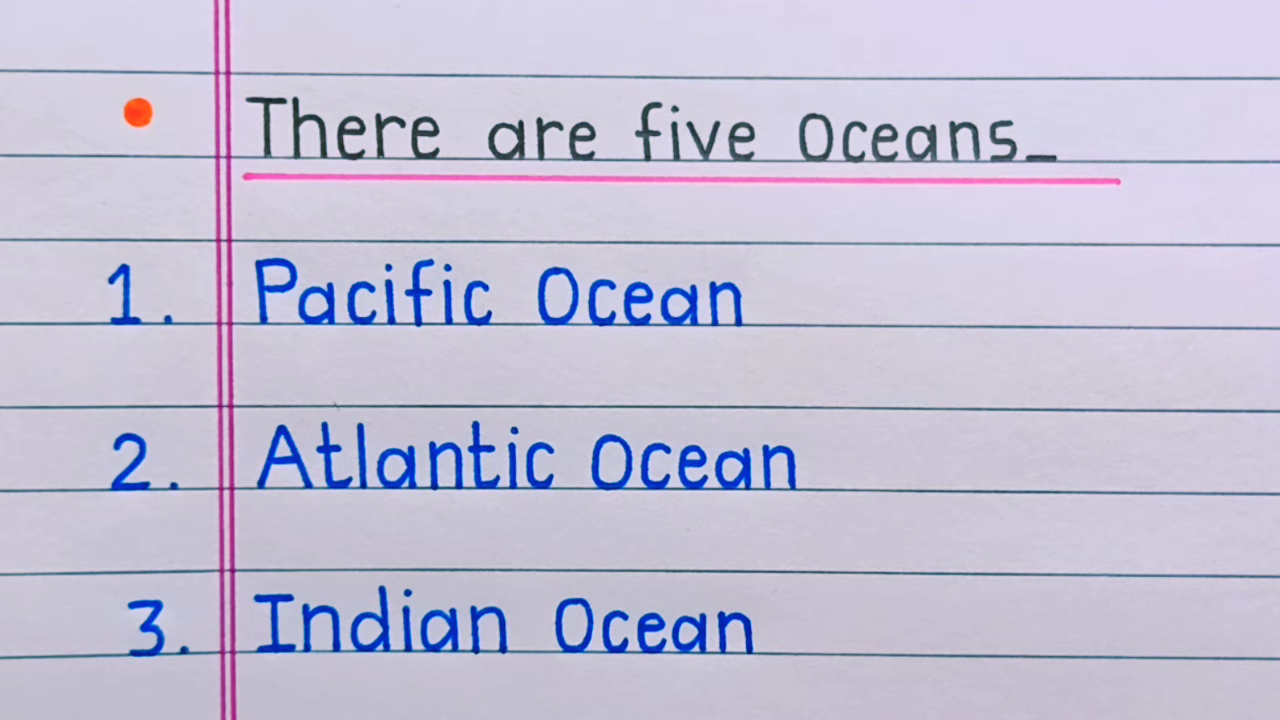 There are five Oceans_
1. Pacific Ocean
2. Atlantic Ocean
3. Indian Ocean